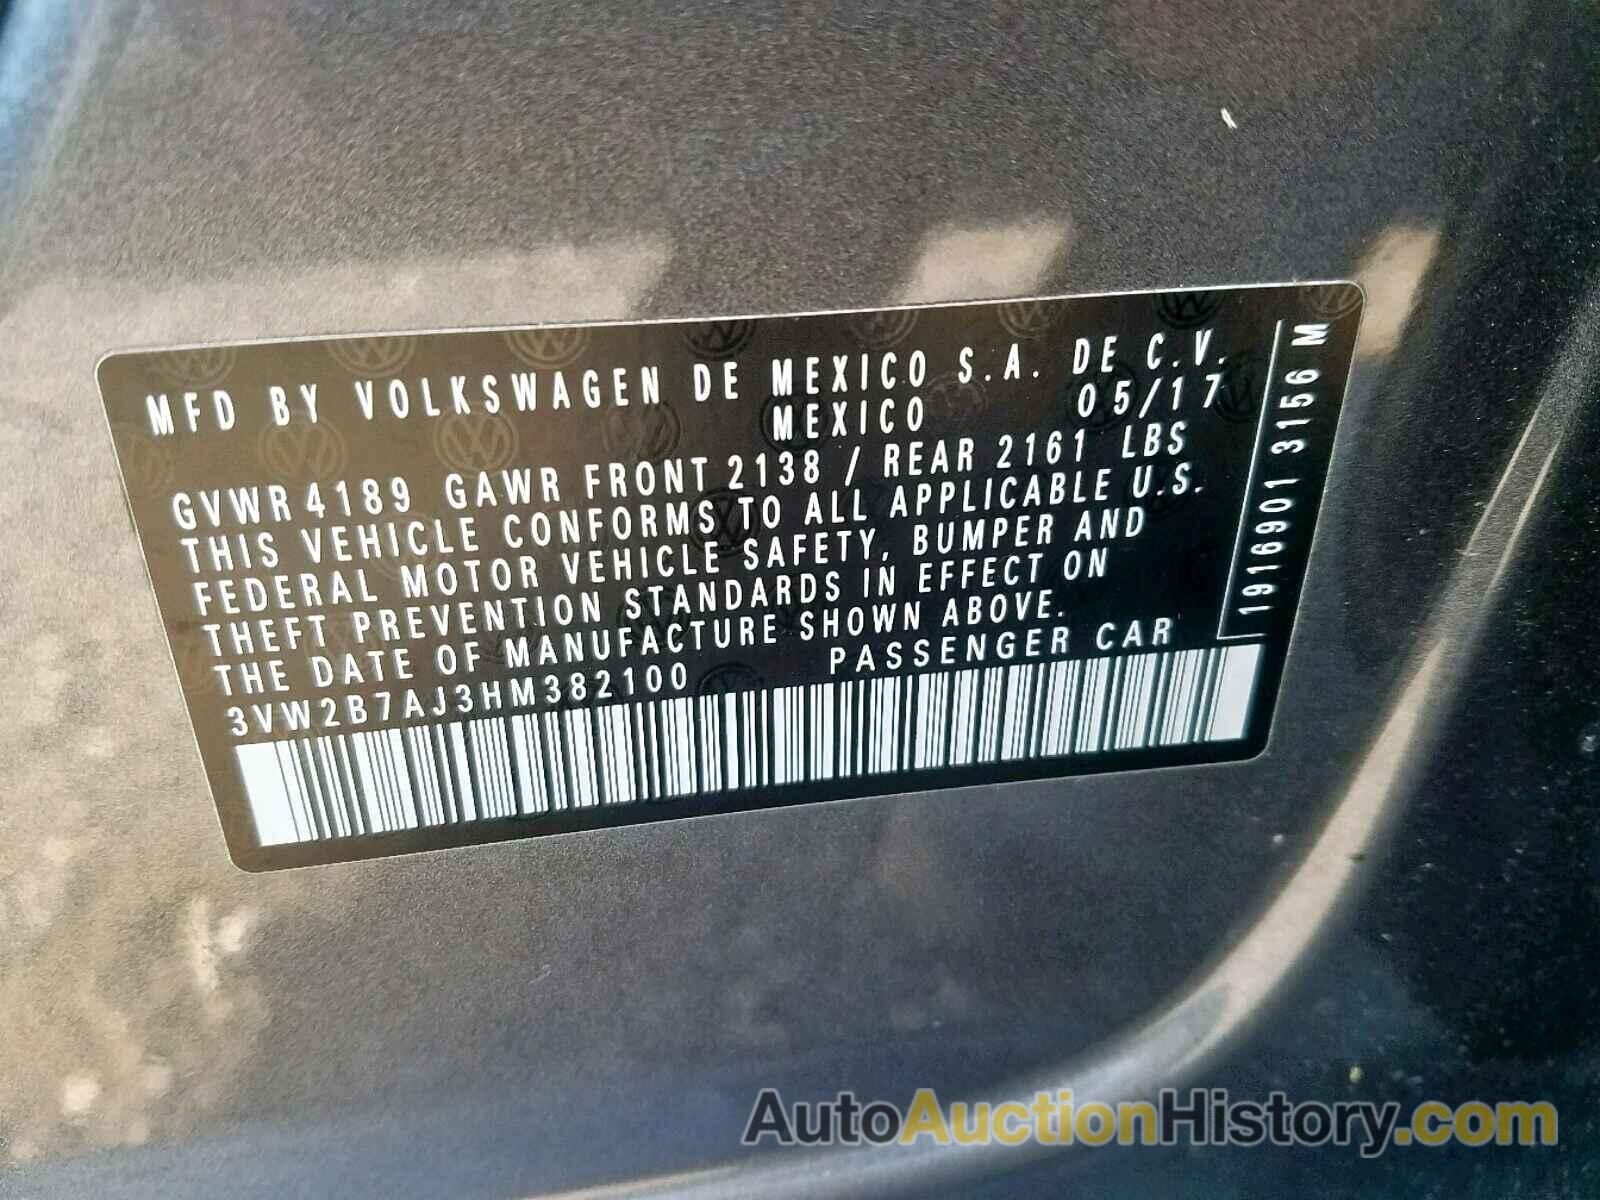 MFD BY VOLKSWAGEN DE MEXICO S.A. DE C.V.
MEXICO 05/17
GVWR 4189 GAWR FRONT 2138 / REAR 2161 LBS
THIS VEHICLE CONFORMS TO ALL APPLICABLE U.S.
FEDERAL MOTOR VEHICLE SAFETY, BUMPER AND
THEFT PREVENTION STANDARDS IN EFFECT ON
THE DATE OF MANUFACTURE SHOWN ABOVE.
3VW2B7AJ3HM382100 PASSENGER CAR
1916901 3156 M
AutoAuctionHistory.com